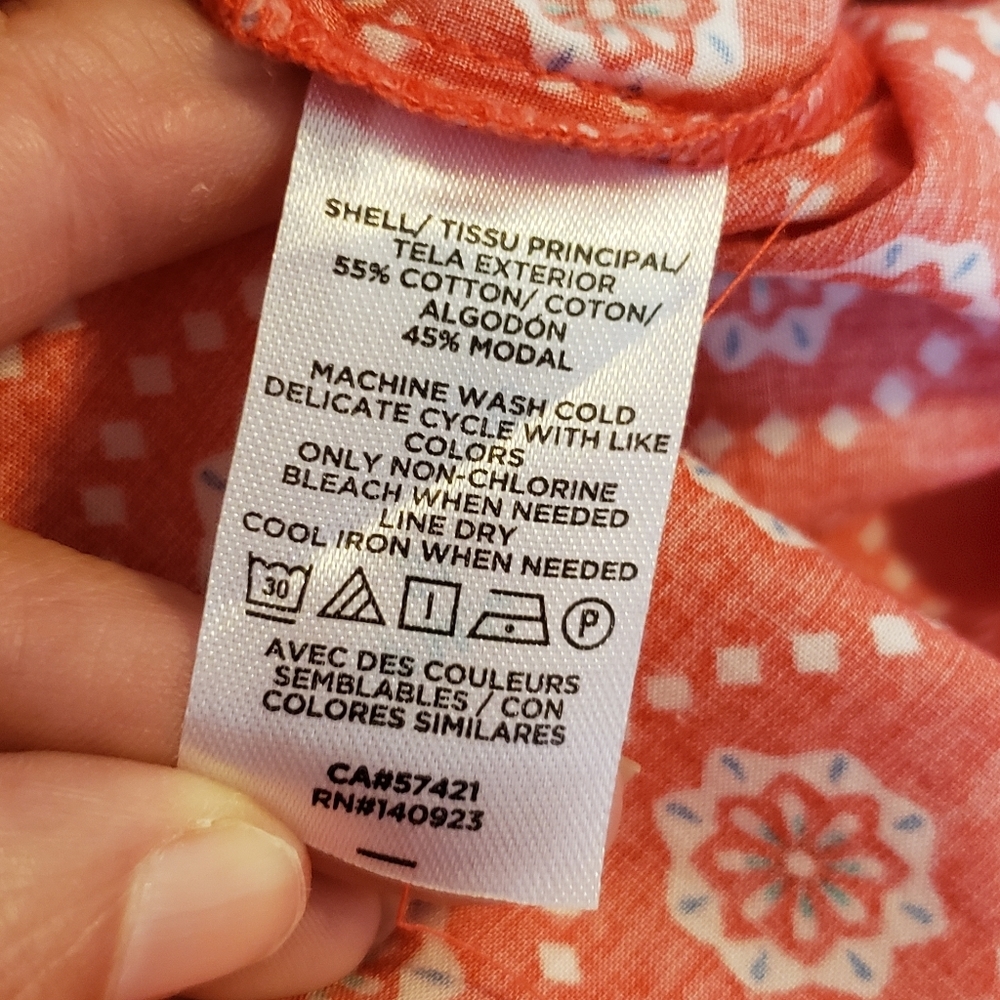 SHELL/ TISSU PRINCIPAL/
TELA EXTERIOR
55% COTTON/ COTON/
ALGODÓN
45% MODAL
MACHINE WASH COLD
DELICATE CYCLE WITH LIKE
COLORS
ONLY NON-CHLORINE
BLEACH WHEN NEEDED
LINE DRY
COOL IRON WHEN NEEDED
30 P
AVEC DES COULEURS
SEMBLABLES / CON
COLORES SIMILARES
CA#57421
RN#140923